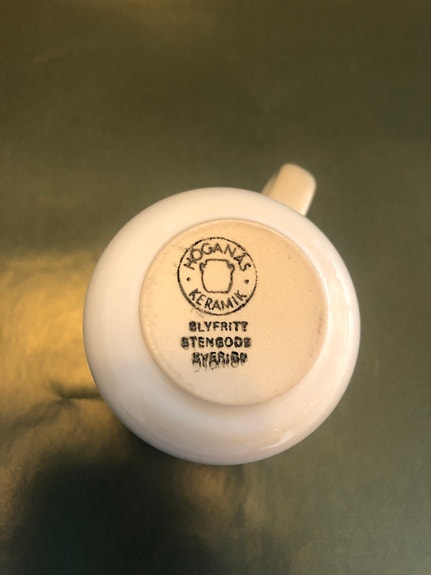 HÖGANÄS
KERAMIK
BLYFRITT
STENGODS
SVERIGE